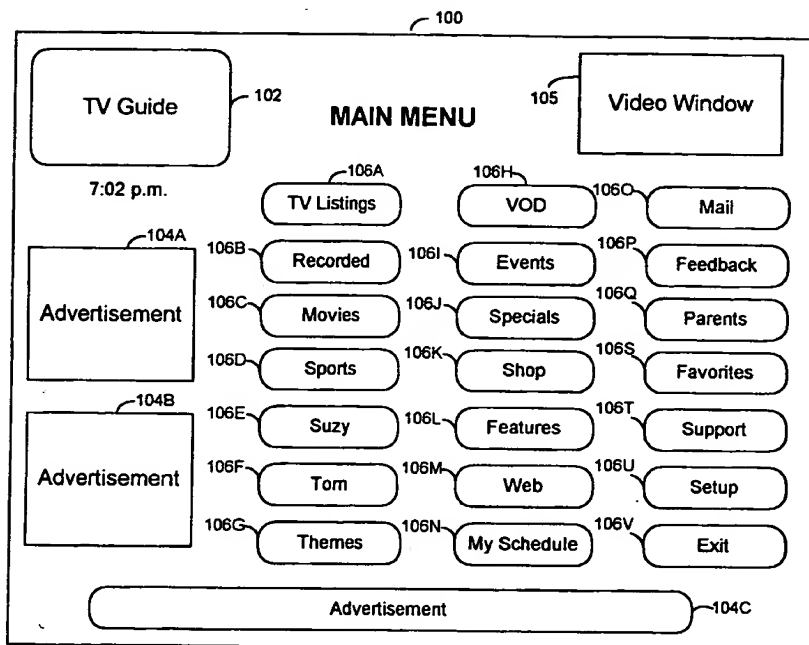 100
TV Guide
102
MAIN MENU
105
Video Window
7:02 p.m.
106A
TV Listings
106H
VOD
106O
Mail
104A
Advertisement
106B
Recorded
106I
Events
106P
Feedback
106C
Movies
106J
Specials
106Q
Parents
106D
Sports
106K
Shop
106S
Favorites
104B
Advertisement
106E
Suzy
106L
Features
106T
Support
106F
Tom
106M
Web
106U
Setup
106G
Themes
106N
My Schedule
106V
Exit
Advertisement
104C